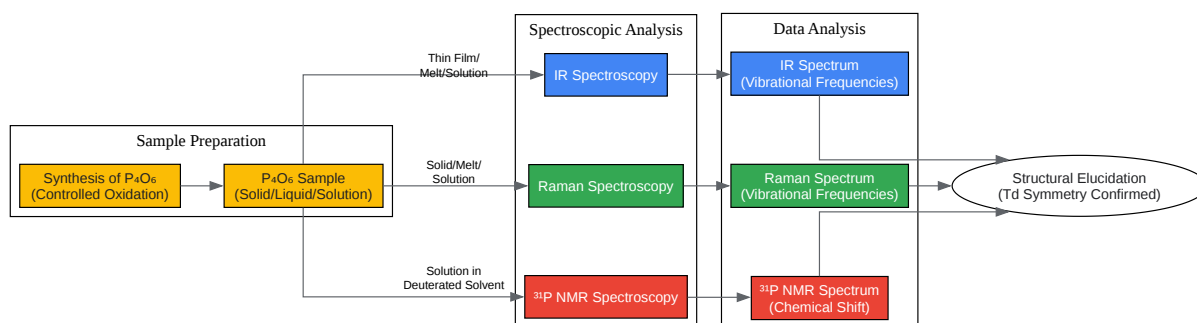 Spectroscopic Analysis
Data Analysis
Thin Film/
Melt/Solution
IR Spectroscopy
IR Spectrum
(Vibrational Frequencies)
Sample Preparation
Synthesis of P₄O₆
(Controlled Oxidation)
P₄O₆ Sample
(Solid/Liquid/Solution)
Solid/Melt/
Solution
Raman Spectroscopy
Raman Spectrum
(Vibrational Frequencies)
Structural Elucidation
(Td Symmetry Confirmed)
Solution in
Deuterated Solvent
³¹P NMR Spectroscopy
³¹P NMR Spectrum
(Chemical Shift)